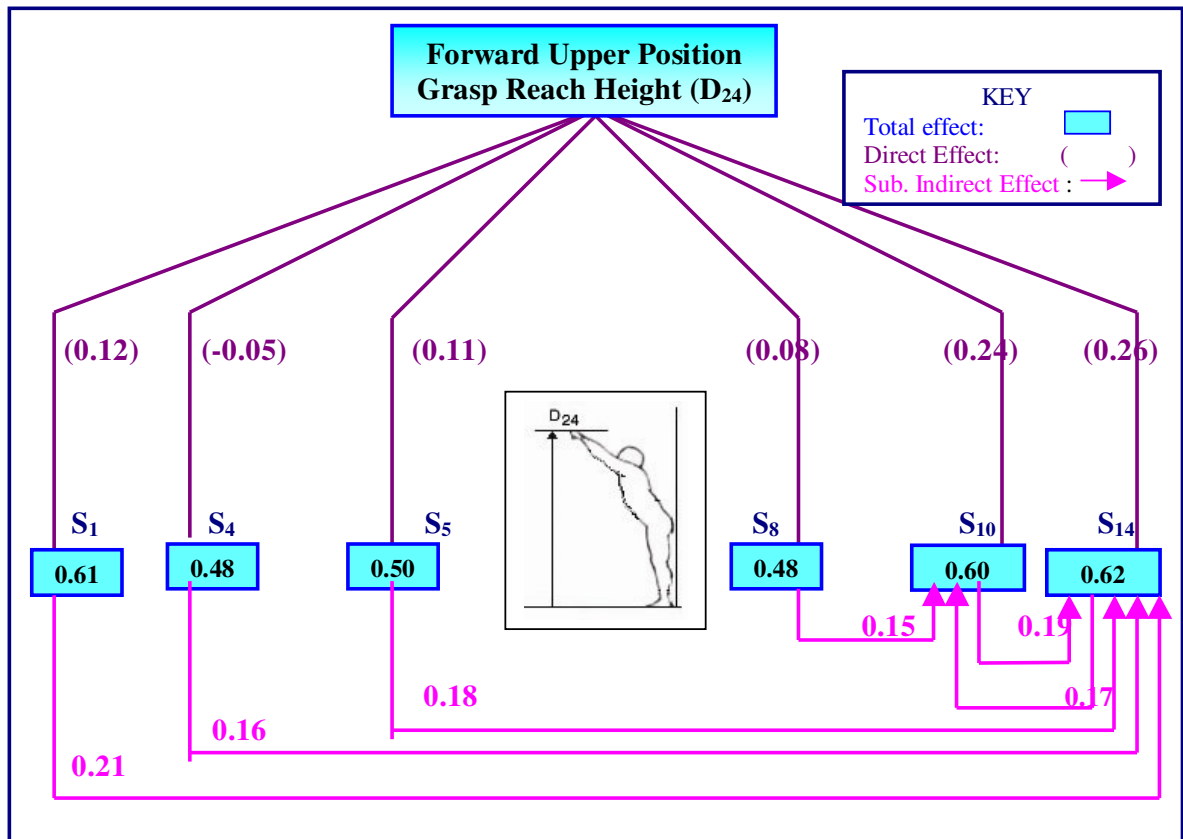 Forward Upper Position
Grasp Reach Height (D₂₄)
KEY
Total effect:
Direct Effect: ( )
Sub. Indirect Effect :
(0.12) (-0.05) (0.11) (0.08) (0.24) (0.26)
D₂₄
S₁ S₄ S₅ S₈ S₁₀ S₁₄
0.61 0.48 0.50 0.48 0.60 0.62
0.15 0.19
0.18 0.17
0.16
0.21